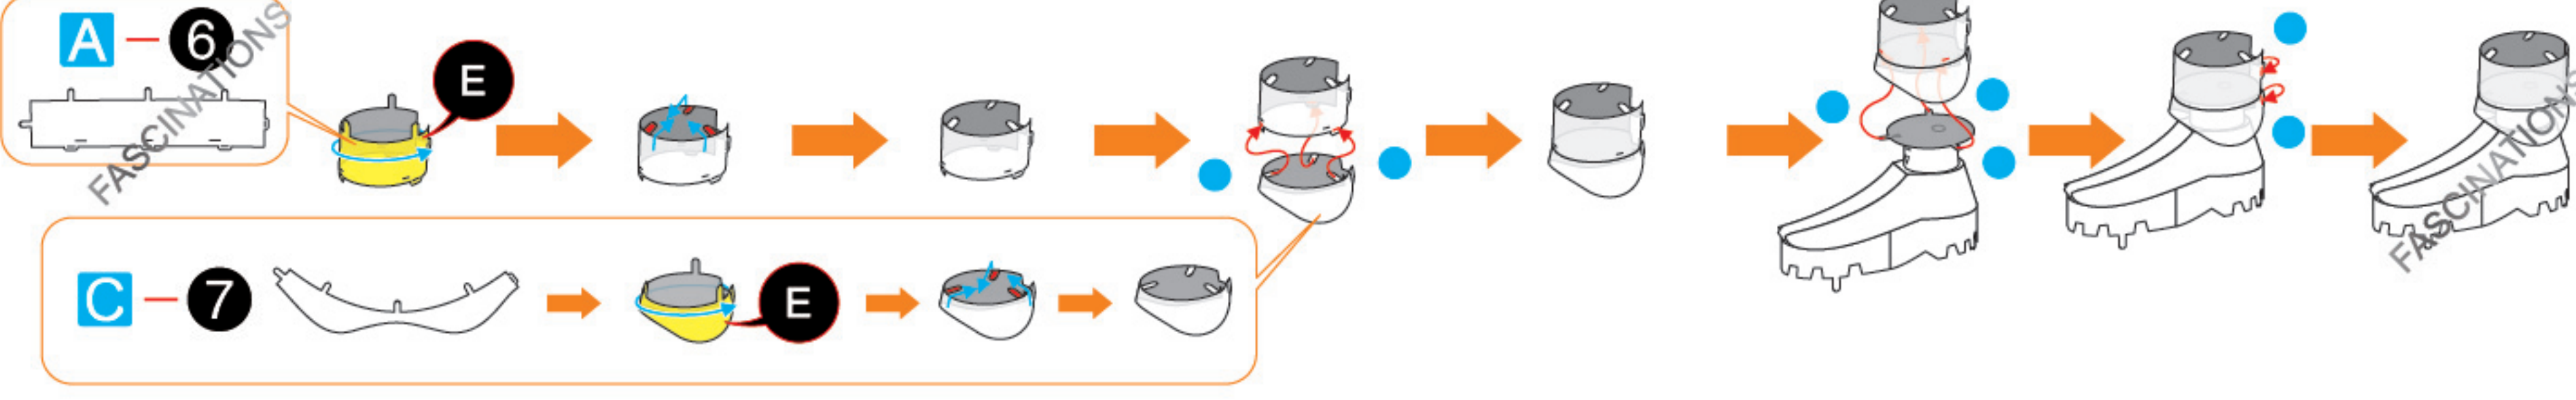 A — 6
FASCINATIONS
E
C — 7
E
FASCINATIONS